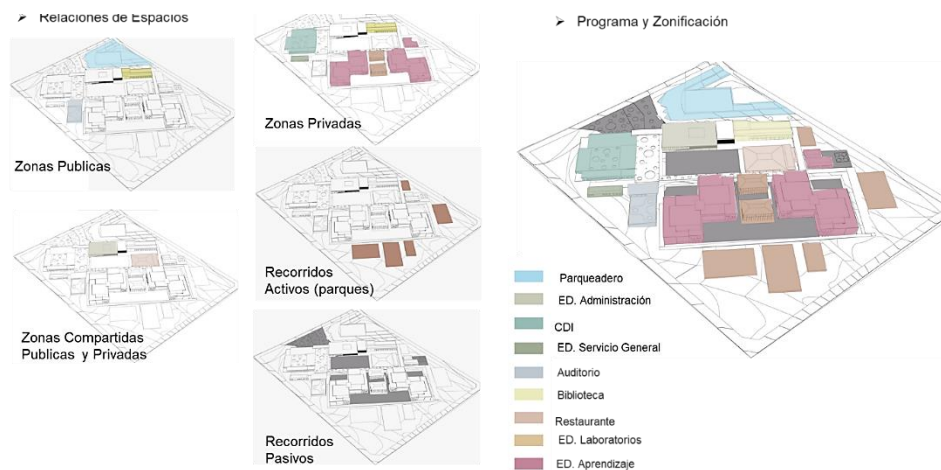 ➤ Relaciones de Espacios
Zonas Publicas
Zonas Compartidas
Publicas y Privadas
Zonas Privadas
Recorridos
Activos (parques)
Recorridos
Pasivos
➤ Programa y Zonificación
Parqueadero
ED. Administración
CDI
ED. Servicio General
Auditorio
Biblioteca
Restaurante
ED. Laboratorios
ED. Aprendizaje